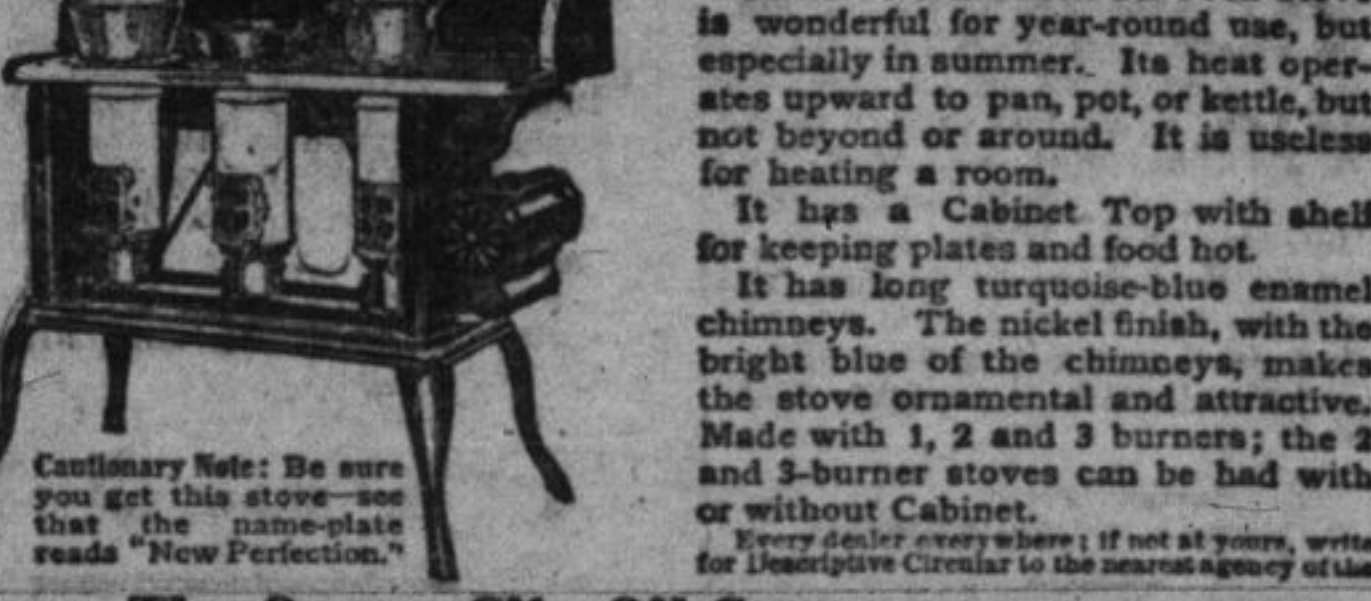 is wonderful for year-round use, but
especially in summer. Its heat oper-
ates upward to pan, pot, or kettle, but
not beyond or around. It is useless
for heating a room.
It has a Cabinet Top with shelf
for keeping plates and food hot.
It has long turquoise-blue enamel
chimneys. The nickel finish, with the
bright blue of the chimneys, makes
the stove ornamental and attractive.
Made with 1, 2 and 3 burners; the 2
and 3-burner stoves can be had with
or without Cabinet.
Every dealer everywhere; if not at yours, write
for Descriptive Circular to the nearest agency of the
Cautionary Note: Be sure
you get this stove—see
that the name-plate
reads "New Perfection."